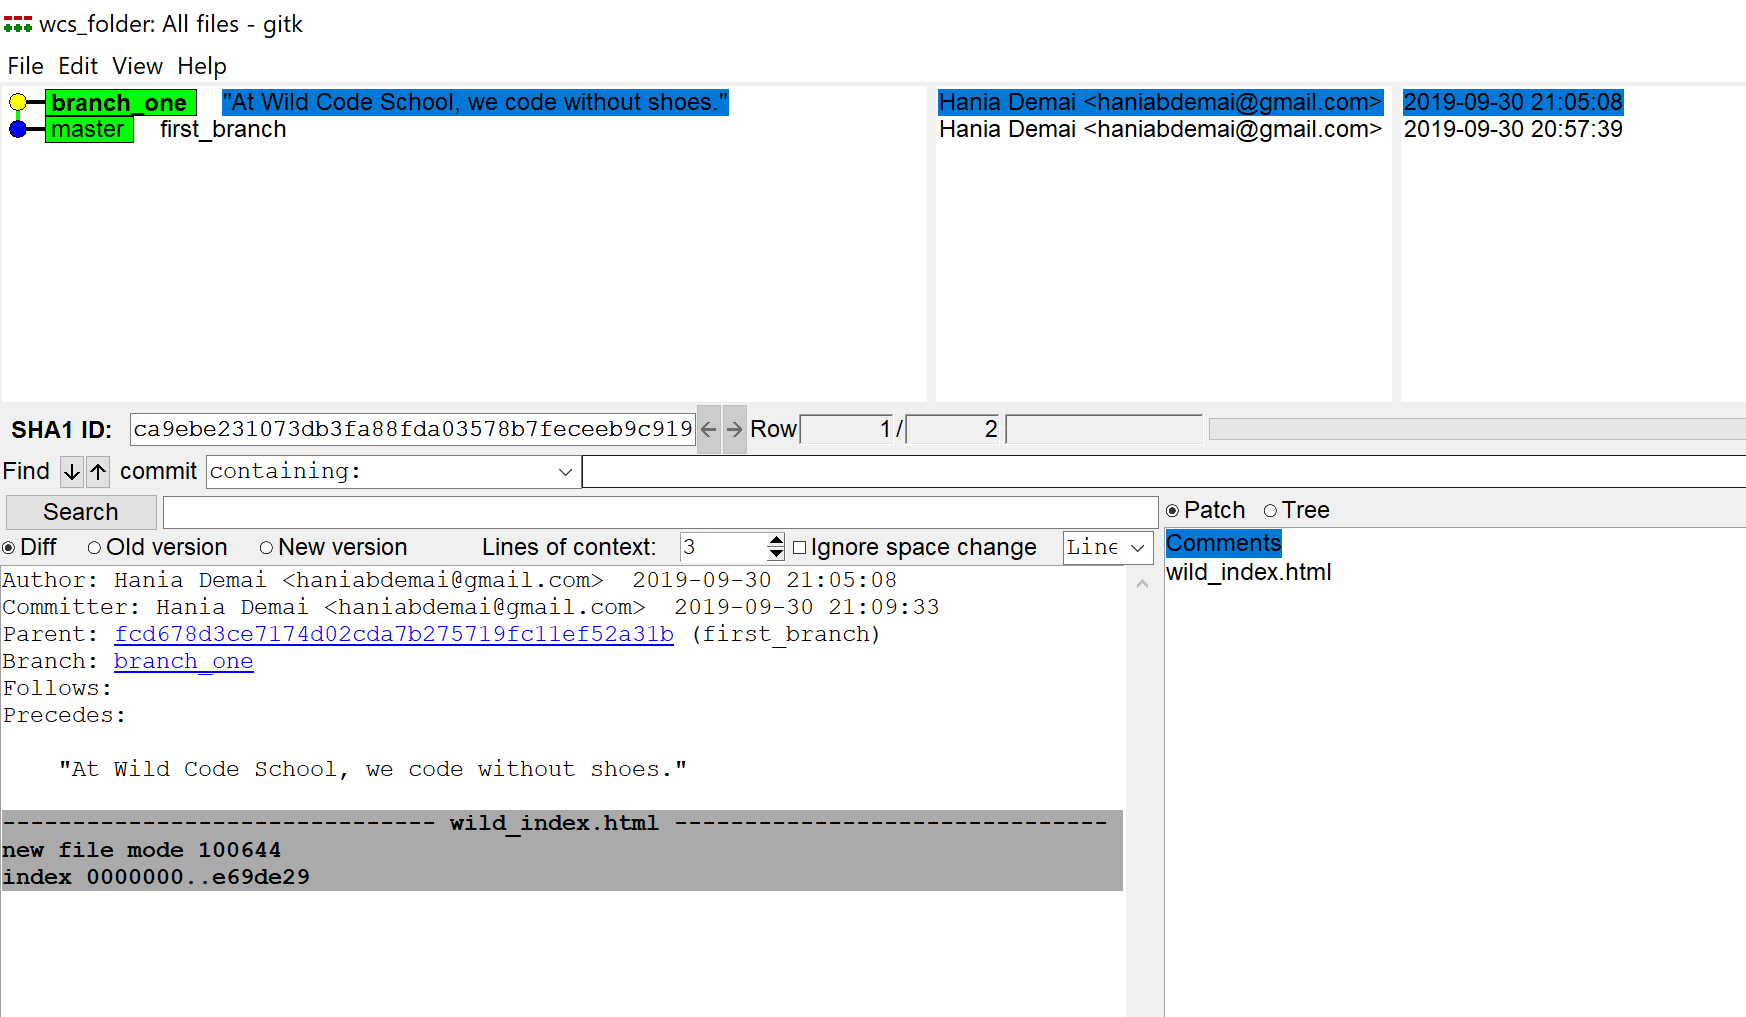 wcs_folder: All files - gitk
File Edit View Help
branch_one "At Wild Code School, we code without shoes." Hania Demai <haniabdemai@gmail.com> 2019-09-30 21:05:08
master first_branch Hania Demai <haniabdemai@gmail.com> 2019-09-30 20:57:39
SHA1 ID: ca9ebe231073db3fa88fda03578b7feceeb9c919 ← → Row 1 / 2
Find ↓ ↑ commit containing:
Search
Patch Tree
Diff Old version New version Lines of context: 3 Ignore space change Line
Comments
wild_index.html
Author: Hania Demai <haniabdemai@gmail.com> 2019-09-30 21:05:08
Committer: Hania Demai <haniabdemai@gmail.com> 2019-09-30 21:09:33
Parent: fcd678d3ce7174d02cda7b275719fc11ef52a31b (first_branch)
Branch: branch_one
Follows:
Precedes:
"At Wild Code School, we code without shoes."
------------------------------- wild_index.html -------------------------------
new file mode 100644
index 0000000..e69de29